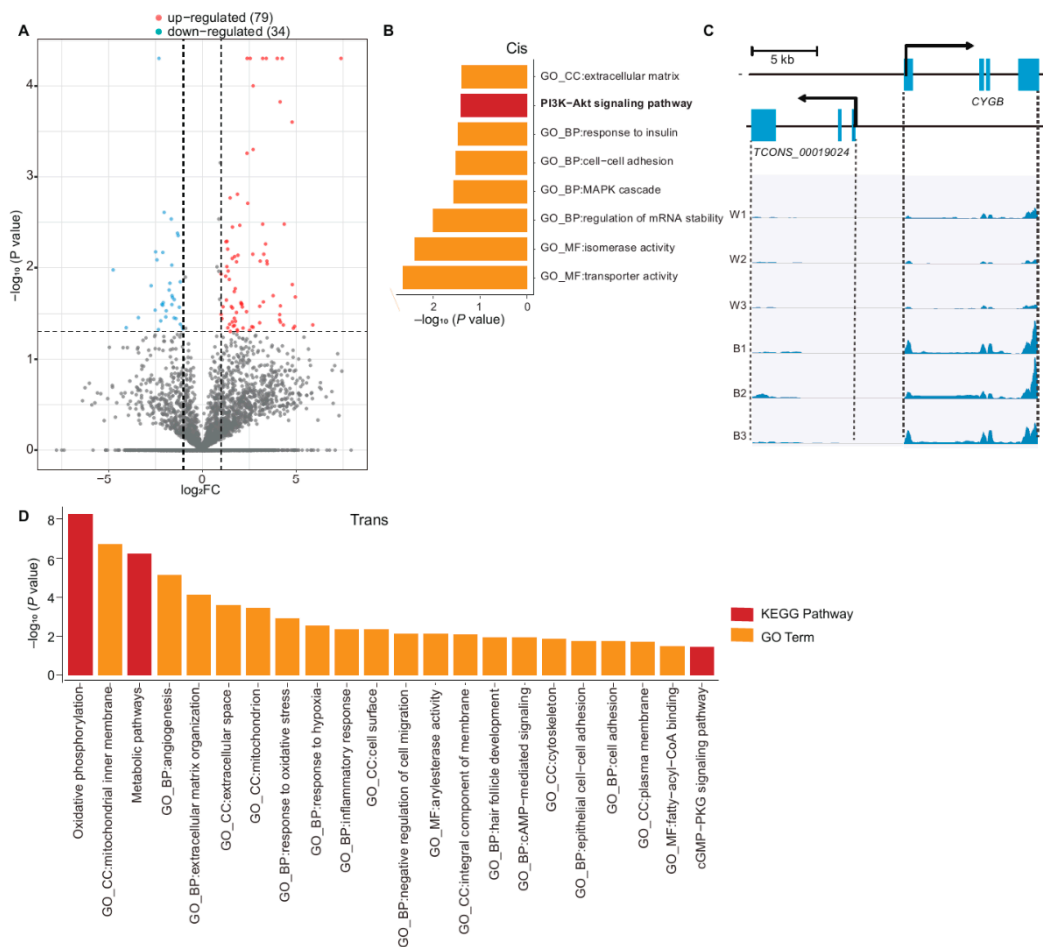 A
up−regulated (79)
down−regulated (34)
4
3
2
1
0
−log₁₀ (P value)
−5
0
5
log₂FC
B
Cis
GO_CC:extracellular matrix
PI3K−Akt signaling pathway
GO_BP:response to insulin
GO_BP:cell−cell adhesion
GO_BP:MAPK cascade
GO_BP:regulation of mRNA stability
GO_MF:isomerase activity
GO_MF:transporter activity
2
1
0
−log₁₀ (P value)
C
5 kb
CYGB
TCONS_00019024
W1
W2
W3
B1
B2
B3
D
Trans
8
6
4
2
0
−log₁₀ (P value)
Oxidative phosphorylation
GO_CC:mitochondrial inner membrane
Metabolic pathways
GO_BP:angiogenesis
GO_BP:extracellular matrix organization
GO_CC:extracellular space
GO_CC:mitochondrion
GO_BP:response to oxidative stress
GO_BP:response to hypoxia
GO_BP:inflammatory response
GO_CC:cell surface
GO_BP:negative regulation of cell migration
GO_MF:arylesterase activity
GO_CC:integral component of membrane
GO_BP:hair follicle development
GO_BP:cAMP−mediated signaling
GO_CC:cytoskeleton
GO_BP:epithelial cell−cell adhesion
GO_BP:cell adhesion
GO_CC:plasma membrane
GO_MF:fatty−acyl−CoA binding
cGMP−PKG signaling pathway
KEGG Pathway
GO Term